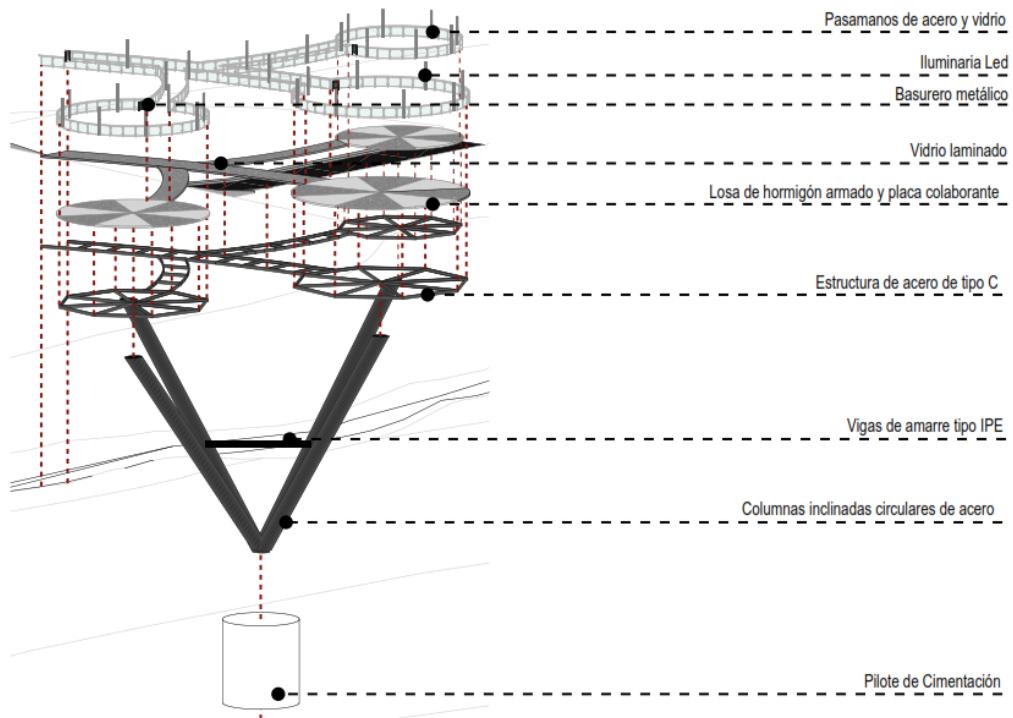 Pasamanos de acero y vidrio
Iluminaria Led
Basurero metálico
Vidrio laminado
Losa de hormigón armado y placa colaborante
Estructura de acero de tipo C
Vigas de amarre tipo IPE
Columnas inclinadas circulares de acero
Pilote de Cimentación